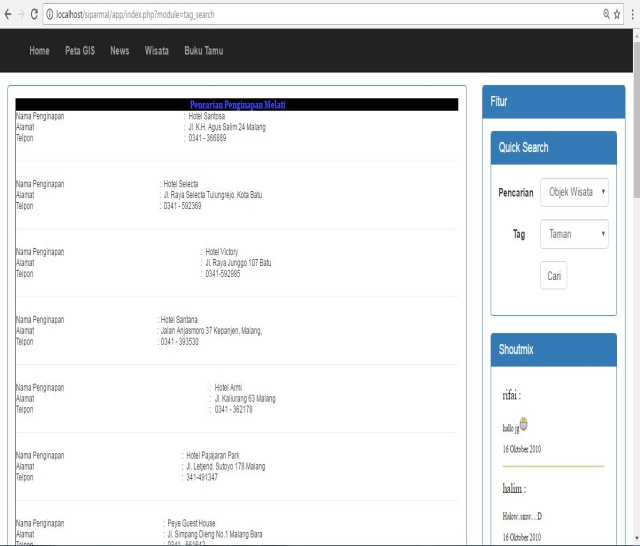 localhost/siparmal/app/index.php?module=tag_search
Home Peta GIS News Wisata Buku Tamu
Pencarian Penginapan Melati
Nama Penginapan : Hotel Santosa
Alamat : Jl. K.H. Agus Salim 24 Malang
Telpon : 0341 - 366889
Nama Penginapan : Hotel Selecta
Alamat : Jl. Raya Selecta Tulungrejo, Kota Batu
Telpon : 0341 - 592369
Nama Penginapan : Hotel Victory
Alamat : Jl. Raya Junggo 107 Batu
Telpon : 0341-592985
Nama Penginapan : Hotel Santana
Alamat : Jalan Anjasmoro 37 Kepanjen, Malang,
Telpon : 0341 - 393530
Nama Penginapan : Hotel Armi
Alamat : Jl. Kaliurang 63 Malang
Telpon : 0341 - 362178
Nama Penginapan : Hotel Pajajaran Park
Alamat : Jl. Letjend. Sutoyo 178 Malang
Telpon : 341-491347
Nama Penginapan : Peye Guest House
Alamat : Jl. Simpang Dieng No.1 Malang Bara
Telpon : 0341 -
Fitur
Quick Search
Pencarian Objek Wisata
Tag Taman
Cari
Shoutmix
rifai :
hallo jg
16 Oktober 2010
halim :
16 Oktober 2010